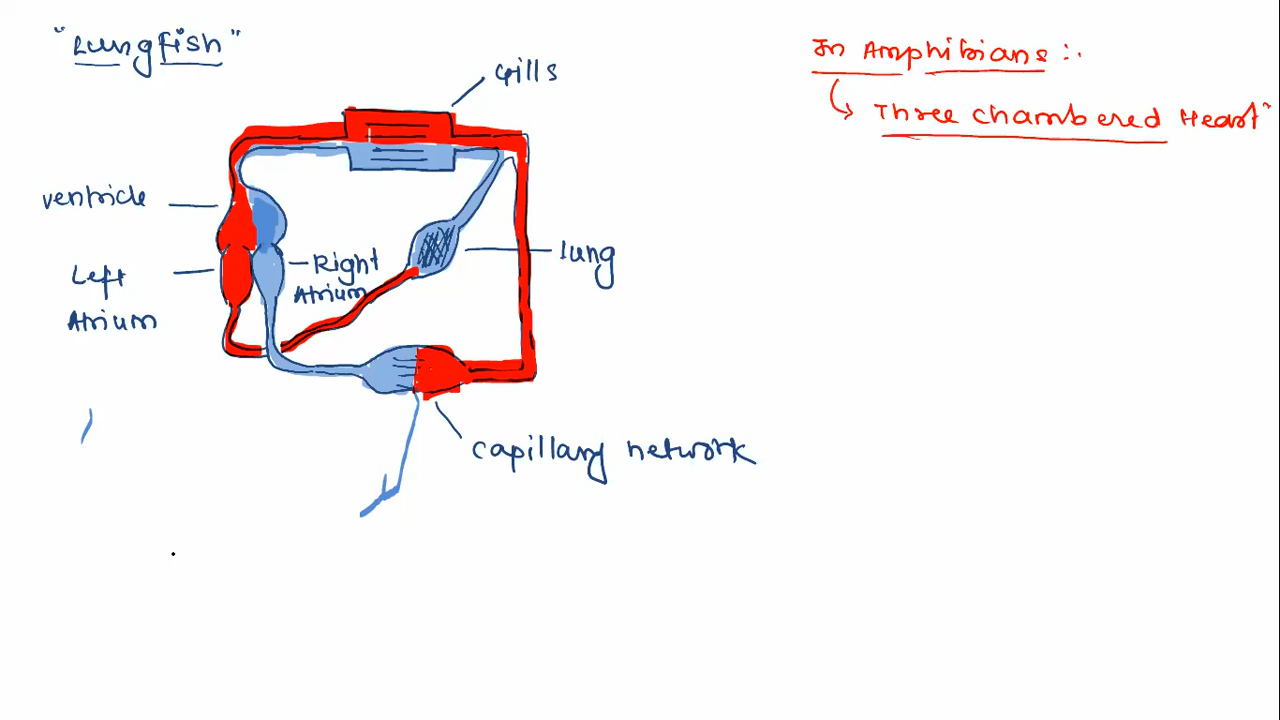 "Lungfish"
Gills
ventricle
Left
Atrium
Right
Atrium
lung
capillary network
In Amphibians :-
Three chambered Heart"